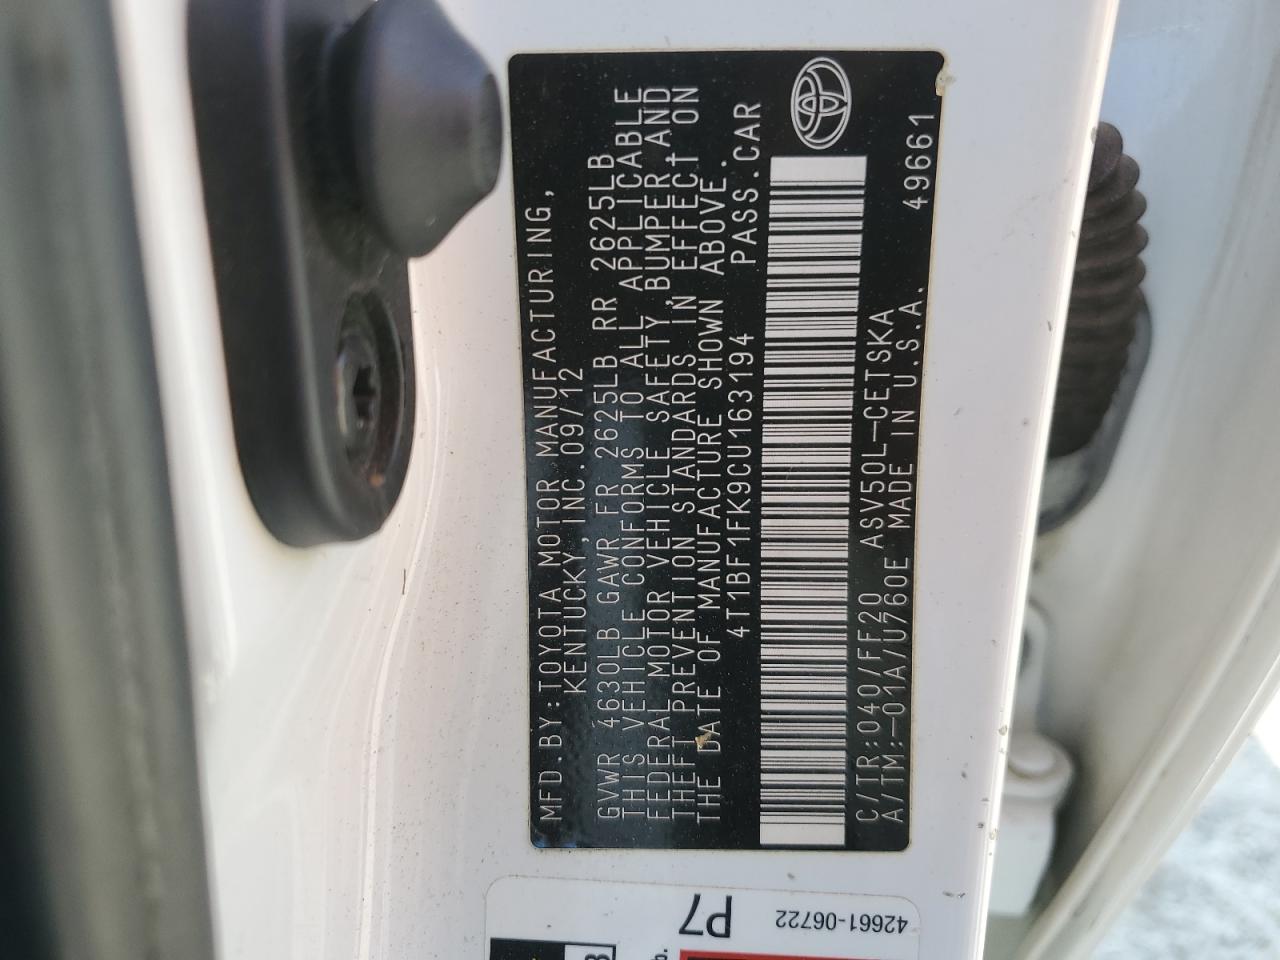 MFD.BY:TOYOTA MOTOR MANUFACTURING,
KENTUCKY,INC.09/12
GVWR 4630LB GAWR FR 2625LB RR 2625LB
THIS VEHICLE CONFORMS TO ALL APPLICABLE
FEDERAL MOTOR VEHICLE SAFETY,BUMPER,AND
THEFT PREVENTION STANDARDS IN EFFECT ON
THE DATE OF MANUFACTURE SHOWN ABOVE.
4T1BF1FK9CU163194 PASS.CAR
C/TR:040/FF20 ASV50L-CETSKA 49661
A/TM:-01A/U760E MADE IN U.S.A.
P7
42661-06722